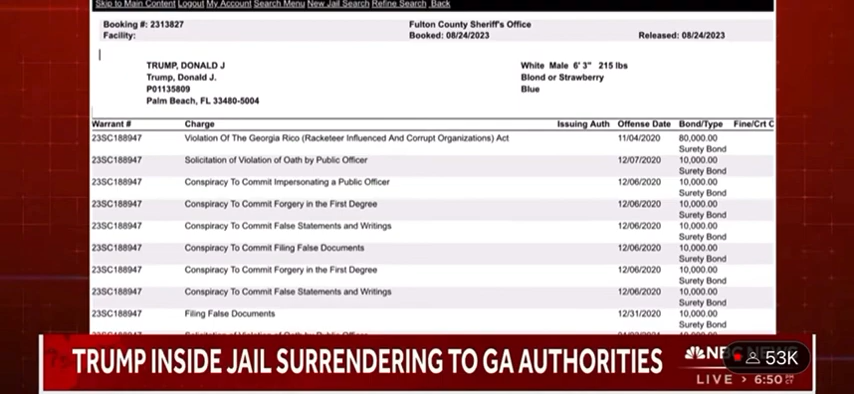 Skip to Main Content Logout My Account Search Menu New Jail Search Refine Search Back
Booking #: 2313827 Fulton County Sheriff's Office
Facility: Booked: 08/24/2023 Released: 08/24/2023
TRUMP, DONALD J White Male 6' 3" 215 lbs
Trump, Donald J. Blond or Strawberry
P01135809 Blue
Palm Beach, FL 33480-5004
Warrant # Charge Issuing Auth Offense Date Bond/Type Fine/Crt C
23SC188947 Violation Of The Georgia Rico (Racketeer Influenced And Corrupt Organizations) Act 11/04/2020 80,000.00
Surety Bond
23SC188947 Solicitation of Violation of Oath by Public Officer 12/07/2020 10,000.00
Surety Bond
23SC188947 Conspiracy To Commit Impersonating a Public Officer 12/06/2020 10,000.00
Surety Bond
23SC188947 Conspiracy To Commit Forgery in the First Degree 12/06/2020 10,000.00
Surety Bond
23SC188947 Conspiracy To Commit False Statements and Writings 12/06/2020 10,000.00
Surety Bond
23SC188947 Conspiracy To Commit Filing False Documents 12/06/2020 10,000.00
Surety Bond
23SC188947 Conspiracy To Commit Forgery in the First Degree 12/06/2020 10,000.00
Surety Bond
23SC188947 Conspiracy To Commit False Statements and Writings 12/06/2020 10,000.00
Surety Bond
23SC188947 Filing False Documents 12/31/2020 10,000.00
Surety Bond
TRUMP INSIDE JAIL SURRENDERING TO GA AUTHORITIES NBC NEWS
53K
LIVE > 6:50 PM CT